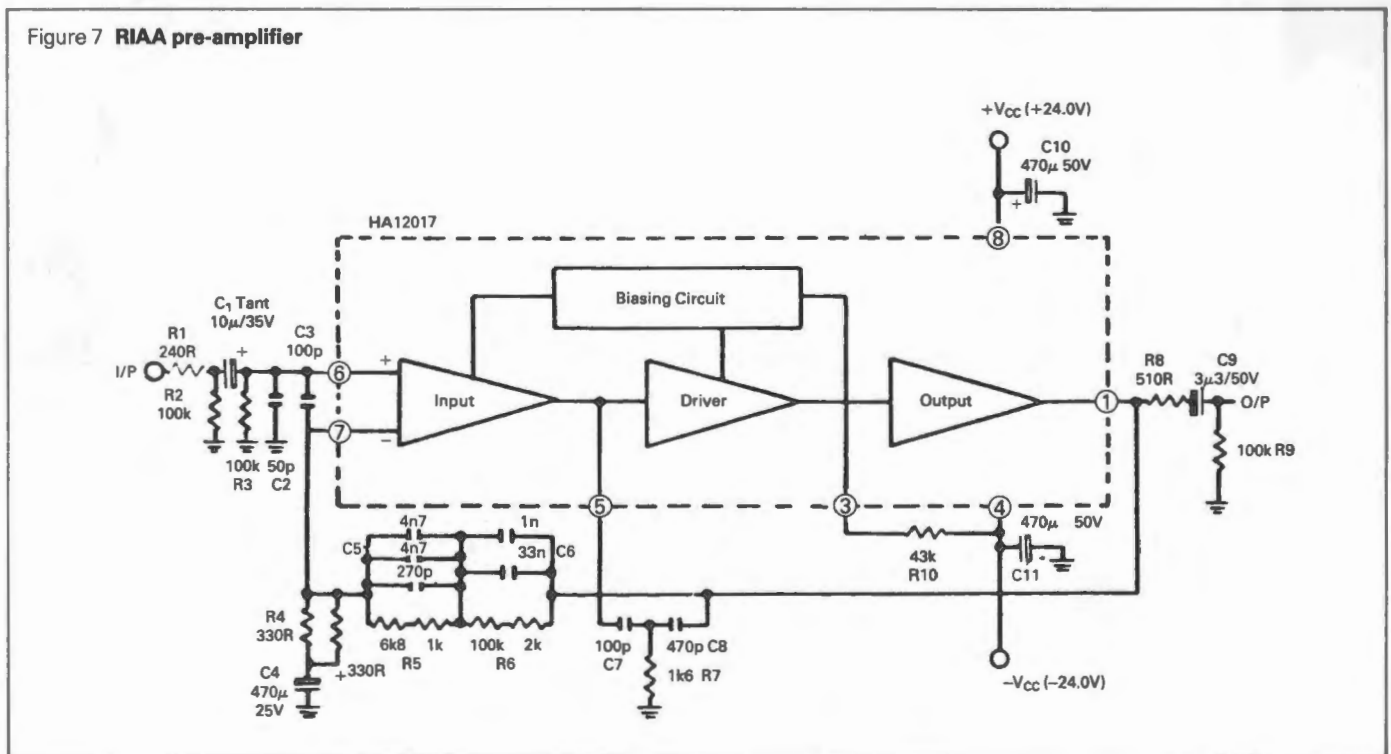 Figure 7 RIAA pre-amplifier
+VCC (+24.0V)
C10
470μ 50V
+
8
HA12017
Biasing Circuit
C1 Tant
10μ/35V
R1
240R
+
C3
100p
I/P
R2
100k
6
+
7
−
Input
Driver
Output
1
R8
510R
C9
3μ3/50V
O/P
100k R9
100k
R3
50p
C2
5
3
4
470μ 50V
-
C11
43k
R10
4n7
C5
4n7
270p
1n
33n
C6
R4
330R
6k8
1k
R5
100k
2k
R6
100p
C7
470p C8
1k6 R7
+330R
C4
470μ
25V
−VCC (−24.0V)